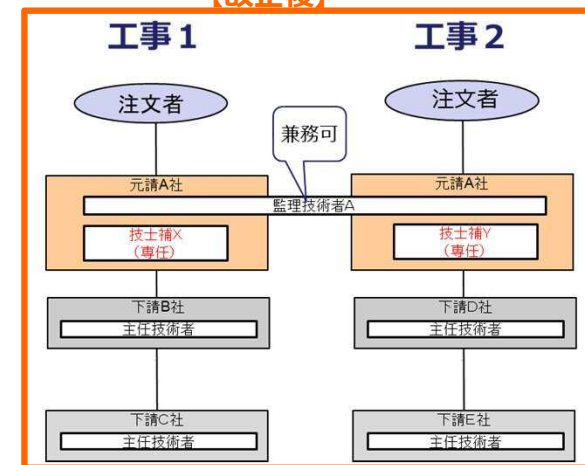 【改正後】
工事１
工事２
注文者
注文者
兼務可
元請A社
元請A社
監理技術者A
技士補X
（専任）
技士補Y
（専任）
下請B社
主任技術者
下請D社
主任技術者
下請C社
主任技術者
下請E社
主任技術者